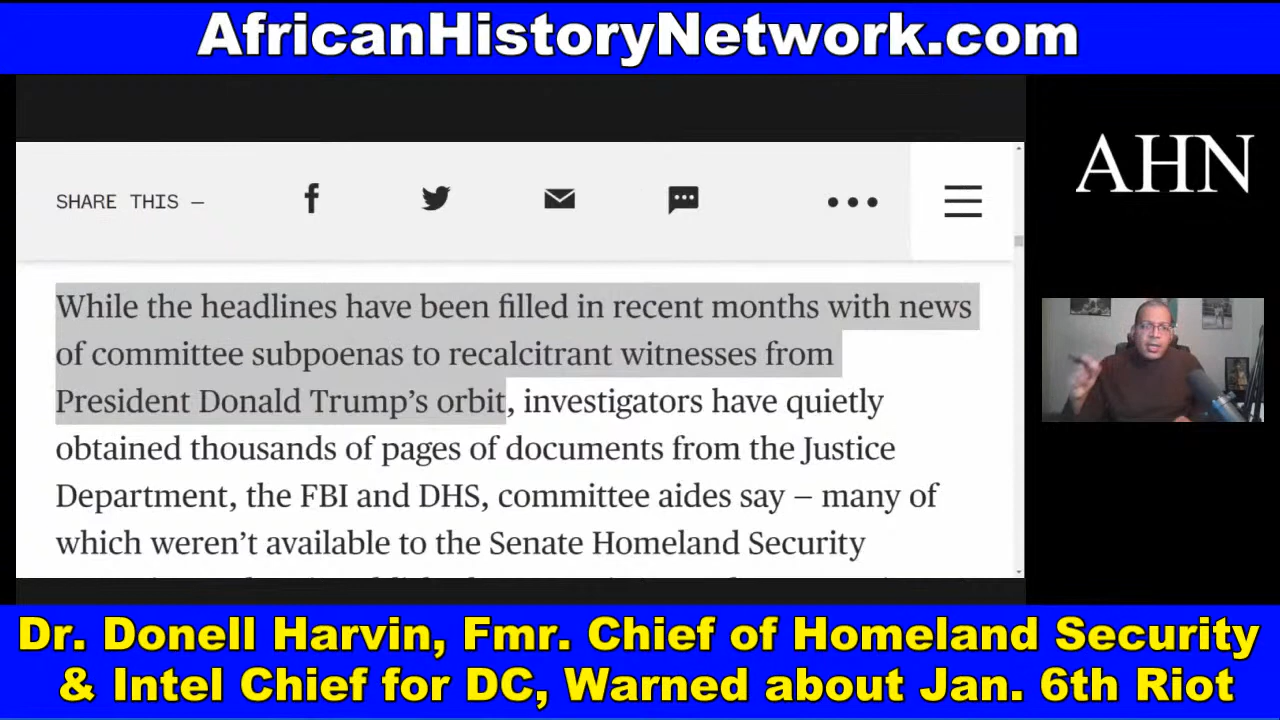 AfricanHistoryNetwork.com
AHN
SHARE THIS —
While the headlines have been filled in recent months with news
of committee subpoenas to recalcitrant witnesses from
President Donald Trump’s orbit, investigators have quietly
obtained thousands of pages of documents from the Justice
Department, the FBI and DHS, committee aides say – many of
which weren’t available to the Senate Homeland Security
Dr. Donell Harvin, Fmr. Chief of Homeland Security
& Intel Chief for DC, Warned about Jan. 6th Riot